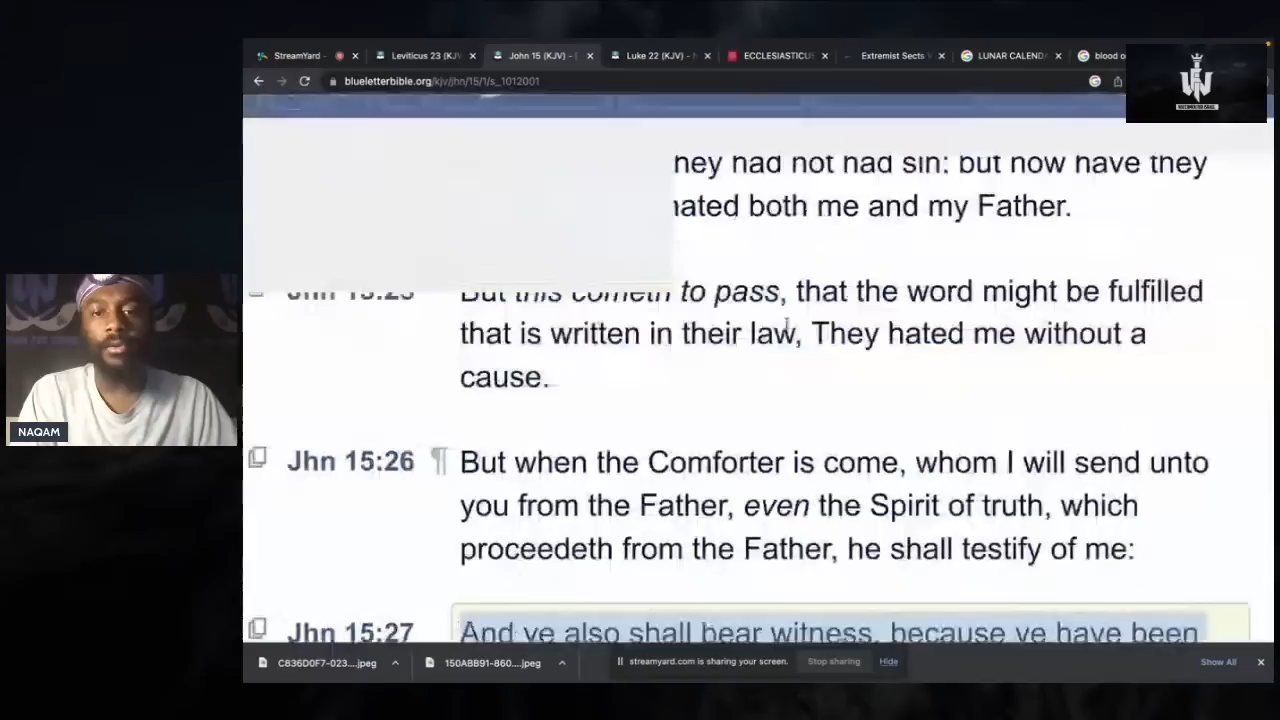 StreamYard -
Leviticus 23 (KJV
John 15 (KJV) -
Luke 22 (KJV) -
ECCLESIASTICUS
Extremist Sects
LUNAR CALENDA
blood o
blueletterbible.org/kjv/jhn/15/1/s_1012001
hey had not had sin: but now have they
hated both me and my Father.
But this cometh to pass, that the word might be fulfilled
that is written in their law, They hated me without a
cause.
NAQAM
Jhn 15:26 ¶ But when the Comforter is come, whom I will send unto
you from the Father, even the Spirit of truth, which
proceedeth from the Father, he shall testify of me:
Jhn 15:27 And ye also shall bear witness, because ye have been
C836D0F7-023....jpeg
150ABB91-860....jpeg
streamyard.com is sharing your screen.
Stop sharing
Hide
Show All